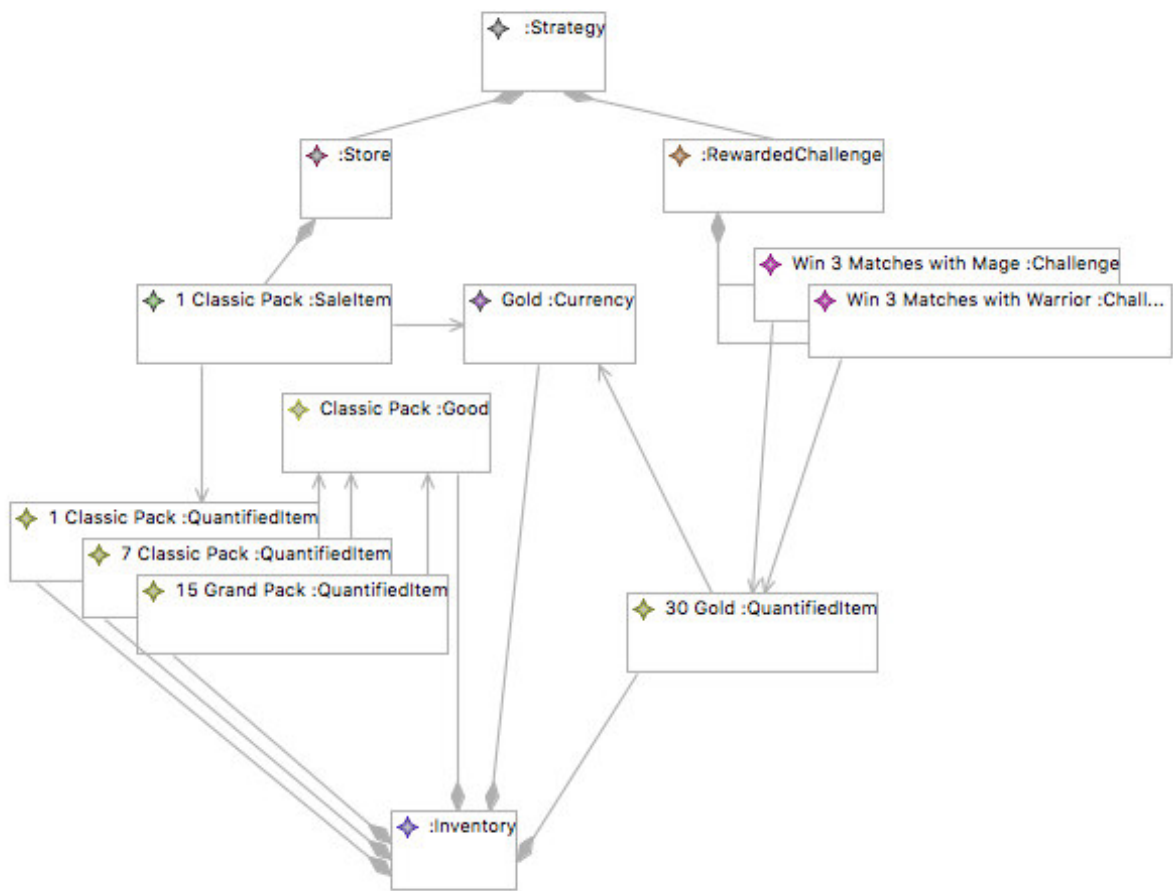 :Strategy
:Store
:RewardedChallenge
Win 3 Matches with Mage :Challenge
1 Classic Pack :SaleItem
Gold :Currency
Win 3 Matches with Warrior :Chall...
Classic Pack :Good
1 Classic Pack :QuantifiedItem
7 Classic Pack :QuantifiedItem
15 Grand Pack :QuantifiedItem
30 Gold :QuantifiedItem
:Inventory